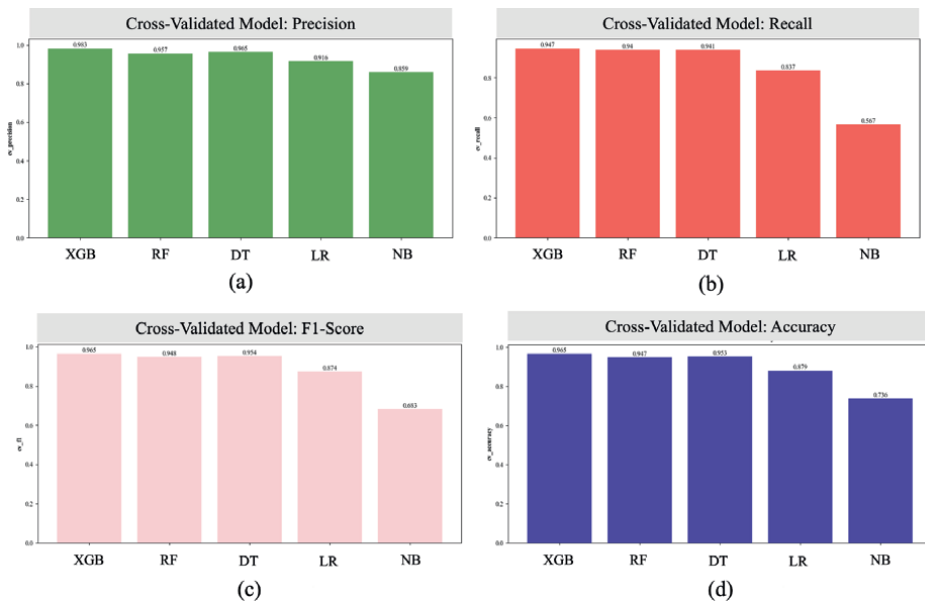 Cross-Validated Model: Precision
1.0
0.8
0.6
0.4
0.2
0.0
cv_precision
0.983
0.957
0.965
0.916
0.859
XGB RF DT LR NB
(a)
Cross-Validated Model: Recall
0.8
0.6
0.4
0.2
0.0
cv_recall
0.947
0.94
0.941
0.837
0.567
XGB RF DT LR NB
(b)
Cross-Validated Model: F1-Score
1.0
0.8
0.6
0.4
0.2
0.0
cv_f1
0.965
0.948
0.954
0.874
0.683
XGB RF DT LR NB
(c)
Cross-Validated Model: Accuracy
1.0
0.8
0.6
0.4
0.2
0.0
cv_accuracy
0.965
0.947
0.953
0.879
0.736
XGB RF DT LR NB
(d)